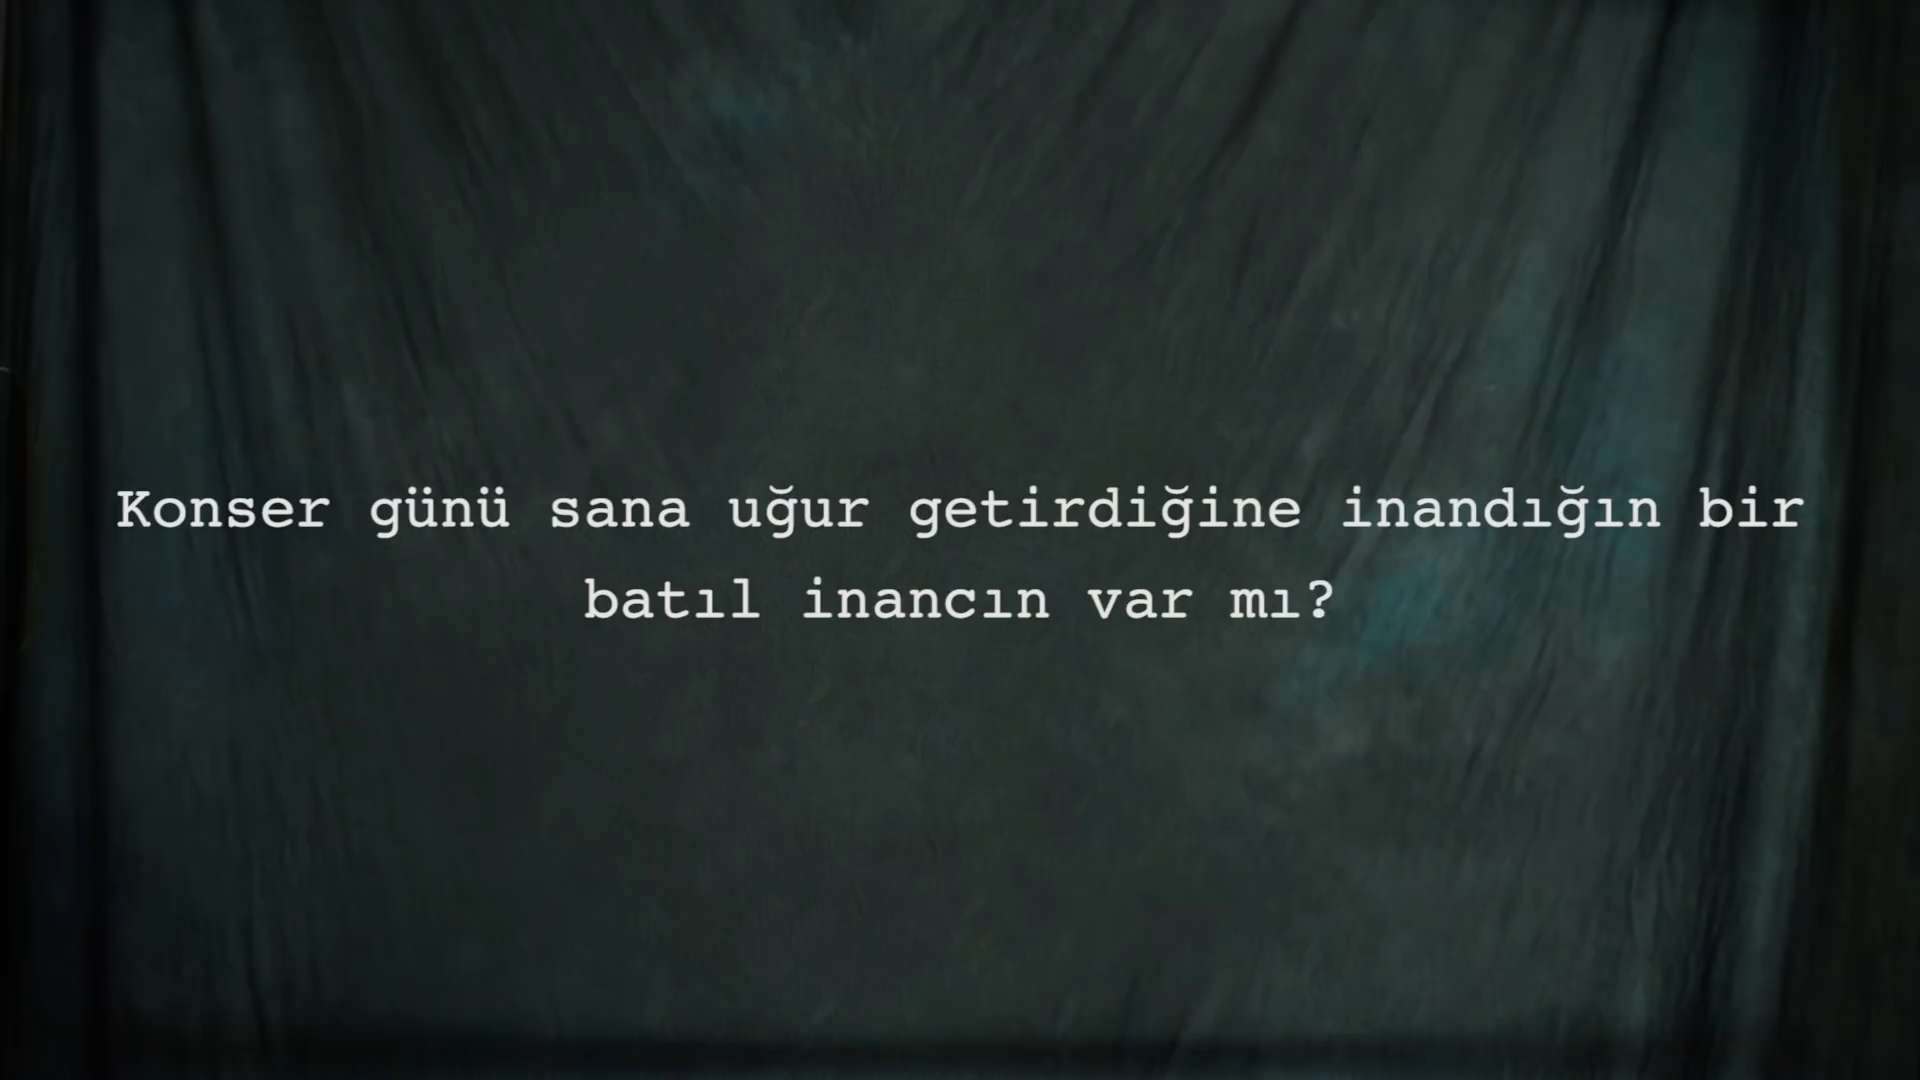 Konser günü sana uğur getirdiğine inandığın bir
batıl inancın var mı?